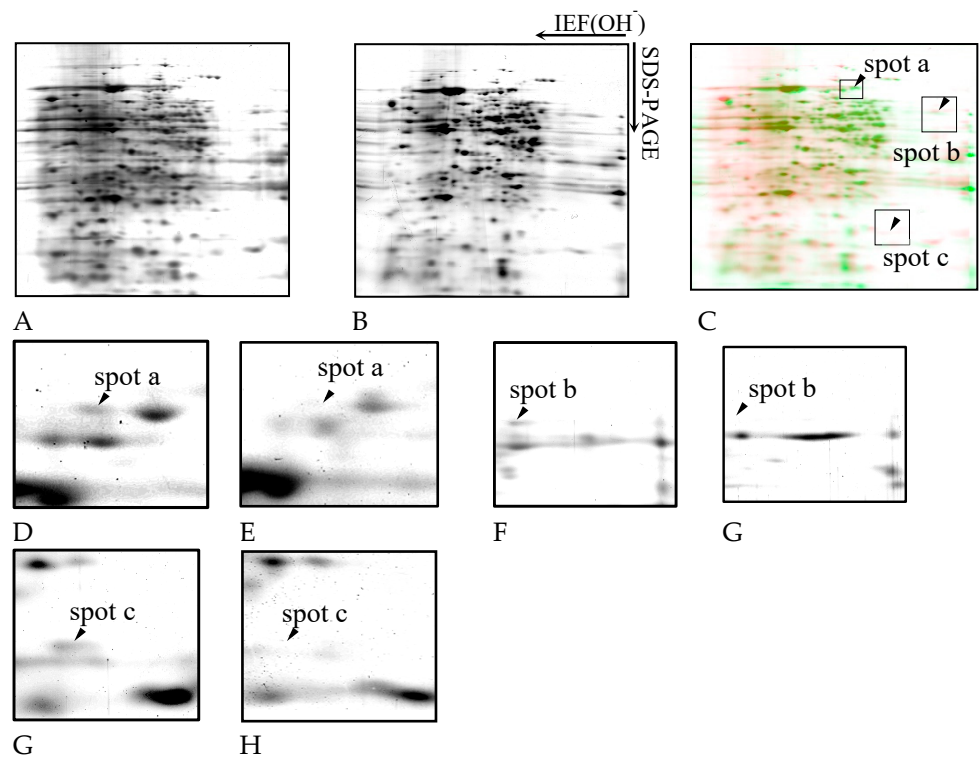 IEF(OH-)
SDS-PAGE
spot a
spot b
spot c
A
B
C
spot a
spot a
spot b
spot b
D
E
F
G
spot c
spot c
G
H